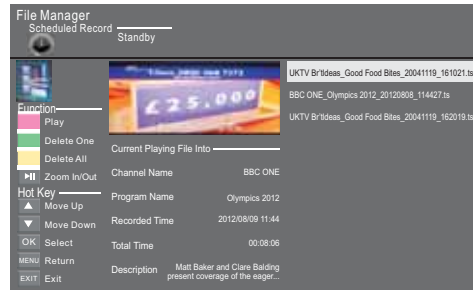 File Manager
Scheduled Record
Standby
£25,000
Function
Play
Delete One
Delete All
Zoom In/Out
Hot Key
Move Up
Move Down
OK Select
MENU Return
EXIT Exit
Current Playing File Into
Channel Name BBC ONE
Program Name Olympics 2012
Recorded Time 2012/08/09 11:44
Total Time 00:08:06
Description Matt Baker and Clare Balding
present coverage of the eager...
UKTV Br'tIdeas_Good Food Bites_20041119_161021.ts
BBC ONE_Olympics 2012_20120808_114427.ts
UKTV Br'tIdeas_Good Food Bites_20041119_162019.ts